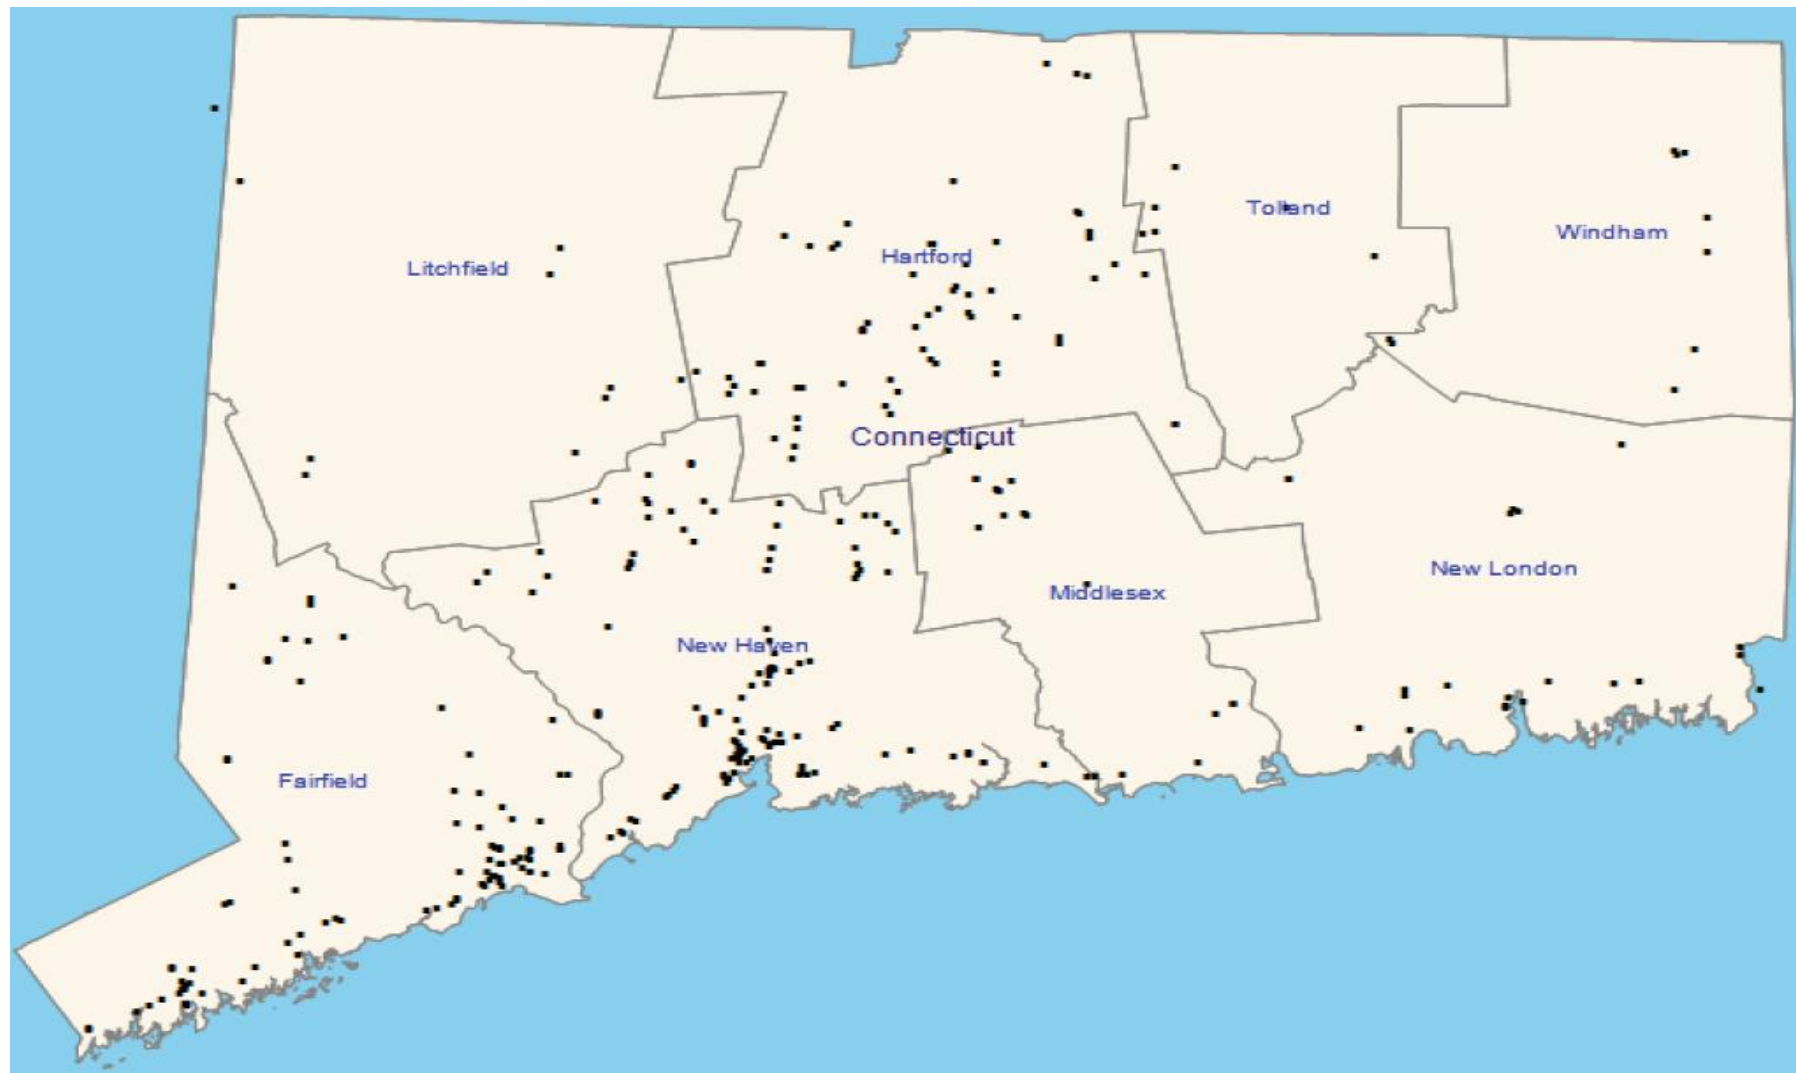 Tolland
Windham
Hartford
Litchfield
Connecticut
New London
Middlesex
New Haven
Fairfield